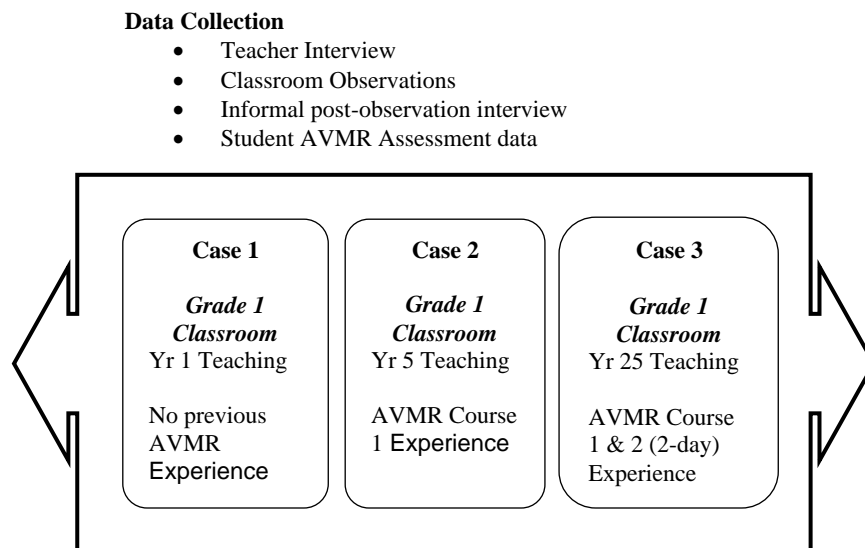 Data Collection
• Teacher Interview
• Classroom Observations
• Informal post-observation interview
• Student AVMR Assessment data
Case 1
Grade 1
Classroom
Yr 1 Teaching
No previous
AVMR
Experience
Case 2
Grade 1
Classroom
Yr 5 Teaching
AVMR Course
1 Experience
Case 3
Grade 1
Classroom
Yr 25 Teaching
AVMR Course
1 & 2 (2-day)
Experience